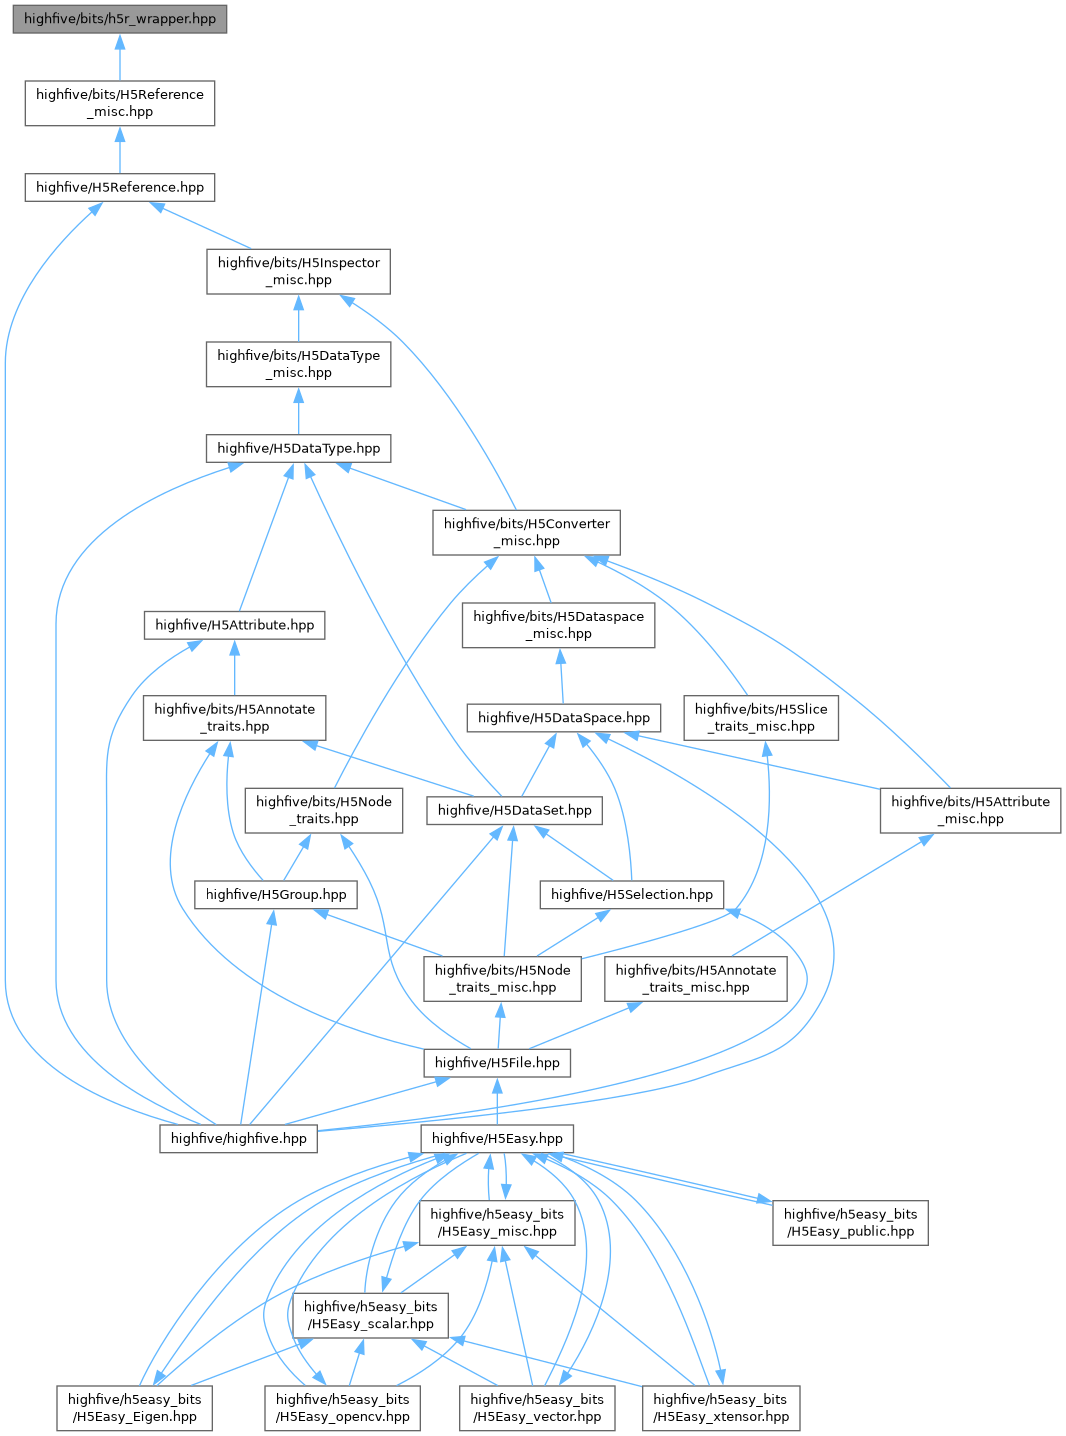 highfive/bits/h5r_wrapper.hpp
highfive/bits/H5Reference
_misc.hpp
highfive/H5Reference.hpp
highfive/bits/H5Inspector
_misc.hpp
highfive/bits/H5DataType
_misc.hpp
highfive/H5DataType.hpp
highfive/bits/H5Converter
_misc.hpp
highfive/H5Attribute.hpp
highfive/bits/H5Dataspace
_misc.hpp
highfive/bits/H5Annotate
_traits.hpp
highfive/H5DataSpace.hpp
highfive/bits/H5Slice
_traits_misc.hpp
highfive/bits/H5Node
_traits.hpp
highfive/H5DataSet.hpp
highfive/bits/H5Attribute
_misc.hpp
highfive/H5Group.hpp
highfive/H5Selection.hpp
highfive/bits/H5Node
_traits_misc.hpp
highfive/bits/H5Annotate
_traits_misc.hpp
highfive/H5File.hpp
highfive/highfive.hpp
highfive/H5Easy.hpp
highfive/h5easy_bits
/H5Easy_misc.hpp
highfive/h5easy_bits
/H5Easy_public.hpp
highfive/h5easy_bits
/H5Easy_scalar.hpp
highfive/h5easy_bits
/H5Easy_Eigen.hpp
highfive/h5easy_bits
/H5Easy_opencv.hpp
highfive/h5easy_bits
/H5Easy_vector.hpp
highfive/h5easy_bits
/H5Easy_xtensor.hpp